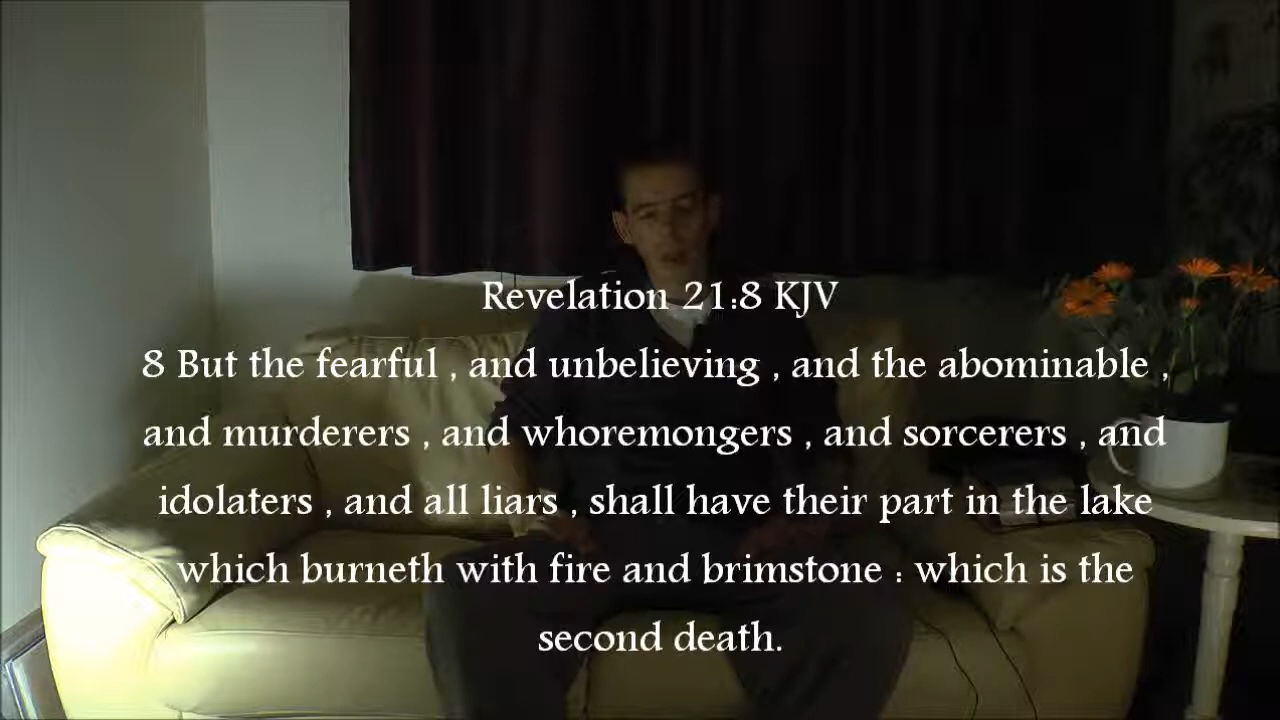 Revelation 21:8 KJV
8 But the fearful , and unbelieving , and the abominable ,
and murderers , and whoremongers , and sorcerers , and
idolaters , and all liars , shall have their part in the lake
which burneth with fire and brimstone : which is the
second death.